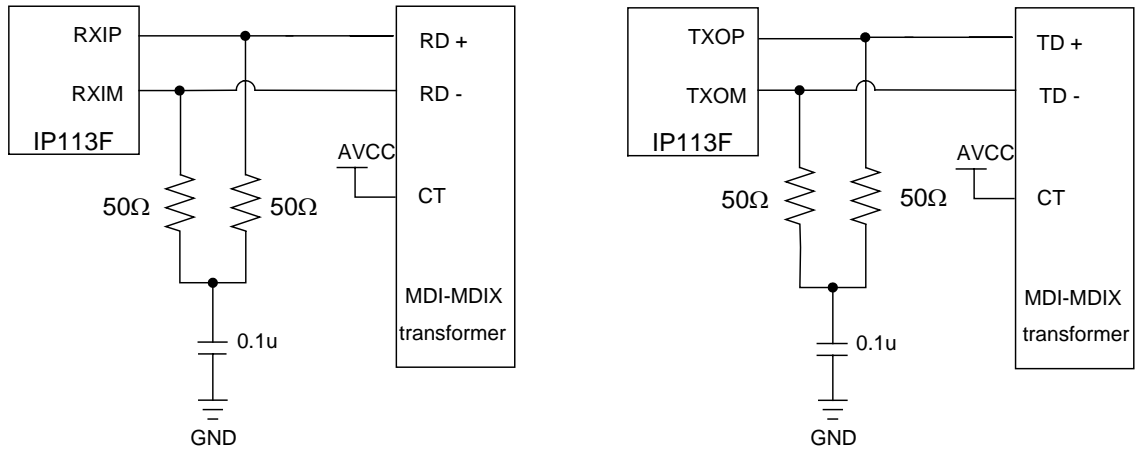 RXIP
RD +
RXIM
RD -
IP113F
AVCC
50Ω
50Ω
CT
MDI-MDIX
transformer
0.1u
GND
TXOP
TD +
TXOM
TD -
IP113F
AVCC
50Ω
50Ω
CT
MDI-MDIX
transformer
0.1u
GND